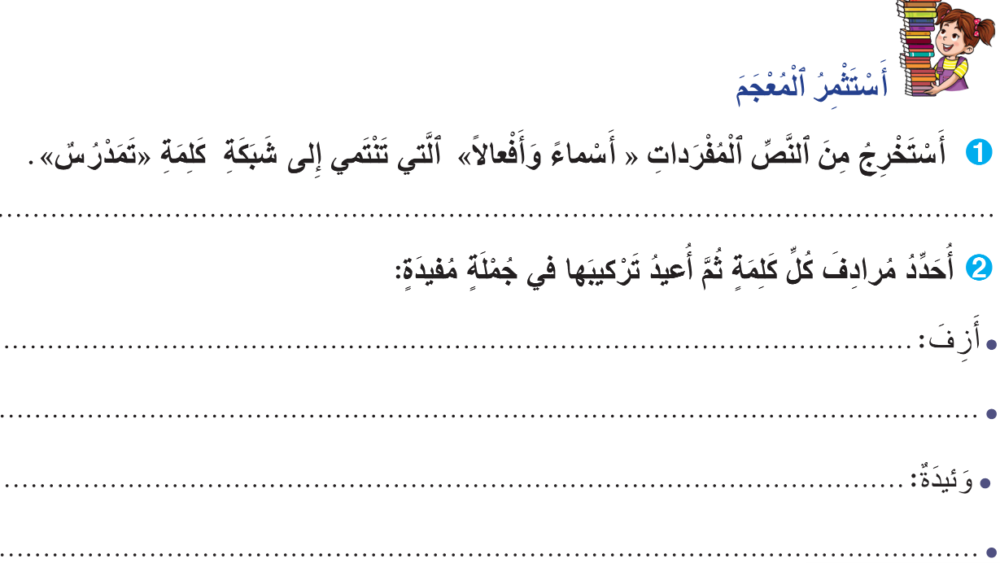 أَسْتَثْمِرُ ٱلْمُعْجَمَ
1 أَسْتَخْرِجُ مِنَ ٱلنَّصِّ ٱلْمُفْرَداتِ « أَسْماءً وَأَفْعالاً» ٱلَّتي تَنْتَمي إِلى شَبَكَةِ كَلِمَةِ «تَمَدْرُسٌ» .
........................................................................................................
2 أُحَدِّدُ مُرادِفَ كُلِّ كَلِمَةٍ ثُمَّ أُعيدُ تَرْكيبَها في جُمْلَةٍ مُفيدَةٍ:
• أَزِفَ: ...............................................................................................
• ......................................................................................................
• وَئيدَةٌ: ..............................................................................................
• ......................................................................................................